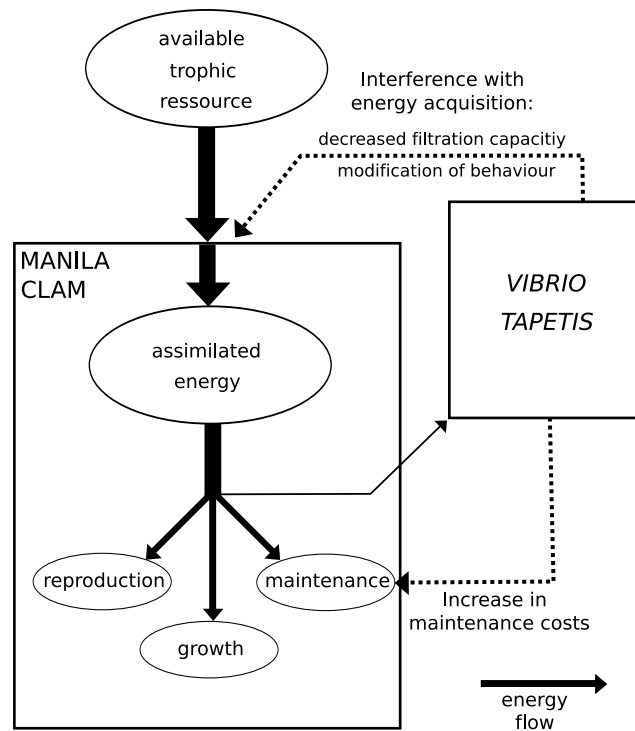 available
trophic
ressource
Interference with
energy acquisition:
decreased filtration capacitiy
modification of behaviour
MANILA
CLAM
VIBRIO
TAPETIS
assimilated
energy
reproduction
maintenance
growth
Increase in
maintenance costs
energy
flow